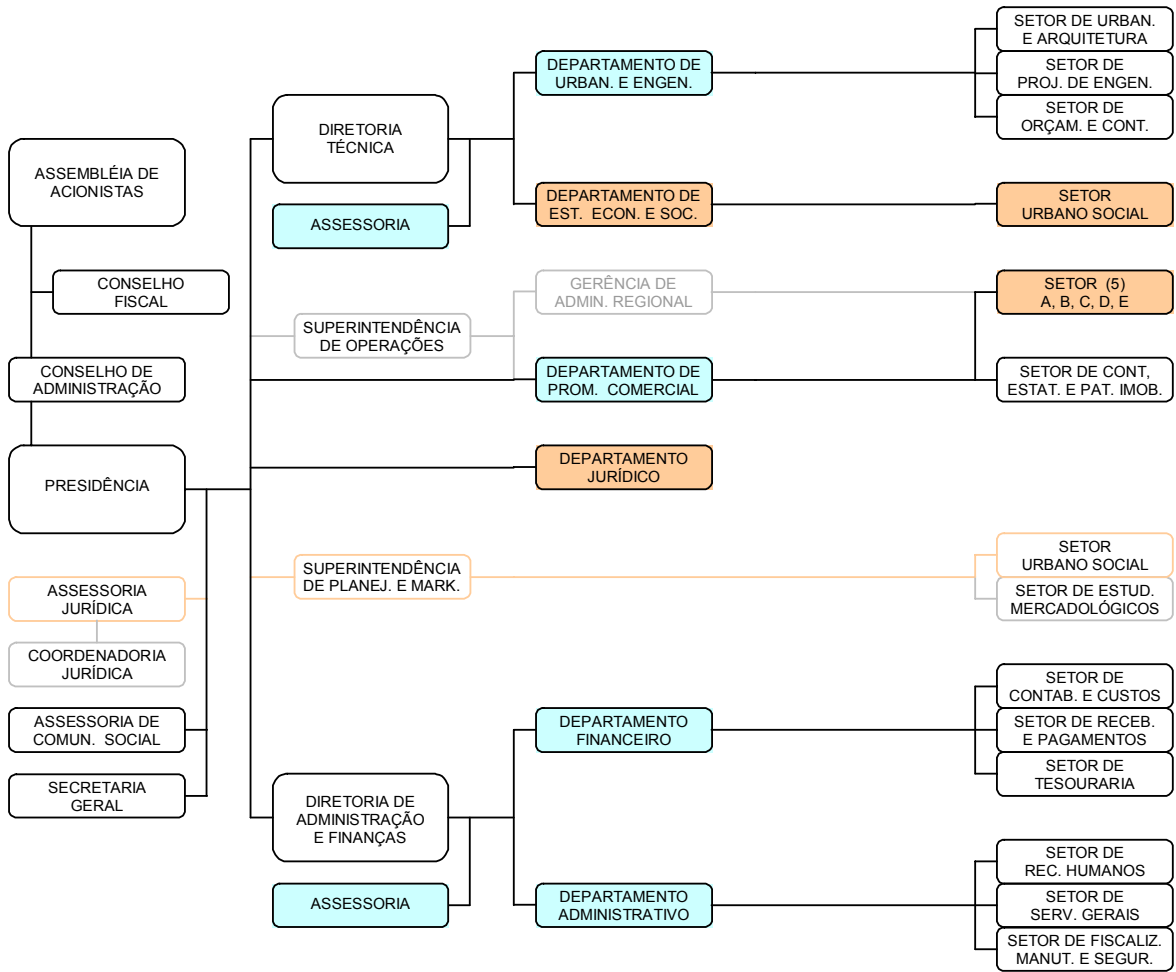 ASSEMBLÉIA DE
ACIONISTAS
CONSELHO
FISCAL
CONSELHO DE
ADMINISTRAÇÃO
PRESIDÊNCIA
ASSESSORIA
JURÍDICA
COORDENADORIA
JURÍDICA
ASSESSORIA DE
COMUN. SOCIAL
SECRETARIA
GERAL
DIRETORIA
TÉCNICA
ASSESSORIA
SUPERINTENDÊNCIA
DE OPERAÇÕES
SUPERINTENDÊNCIA
DE PLANEJ. E MARK.
DIRETORIA DE
ADMINISTRAÇÃO
E FINANÇAS
ASSESSORIA
DEPARTAMENTO DE
URBAN. E ENGEN.
DEPARTAMENTO DE
EST. ECON. E SOC.
GERÊNCIA DE
ADMIN. REGIONAL
DEPARTAMENTO DE
PROM. COMERCIAL
DEPARTAMENTO
JURÍDICO
DEPARTAMENTO
FINANCEIRO
DEPARTAMENTO
ADMINISTRATIVO
SETOR DE URBAN.
E ARQUITETURA
SETOR DE
PROJ. DE ENGEN.
SETOR DE
ORÇAM. E CONT.
SETOR
URBANO SOCIAL
SETOR (5)
A, B, C, D, E
SETOR DE CONT,
ESTAT. E PAT. IMOB.
SETOR
URBANO SOCIAL
SETOR DE ESTUD.
MERCADOLÓGICOS
SETOR DE
CONTAB. E CUSTOS
SETOR DE RECEB.
E PAGAMENTOS
SETOR DE
TESOURARIA
SETOR DE
REC. HUMANOS
SETOR DE
SERV. GERAIS
SETOR DE FISCALIZ.
MANUT. E SEGUR.